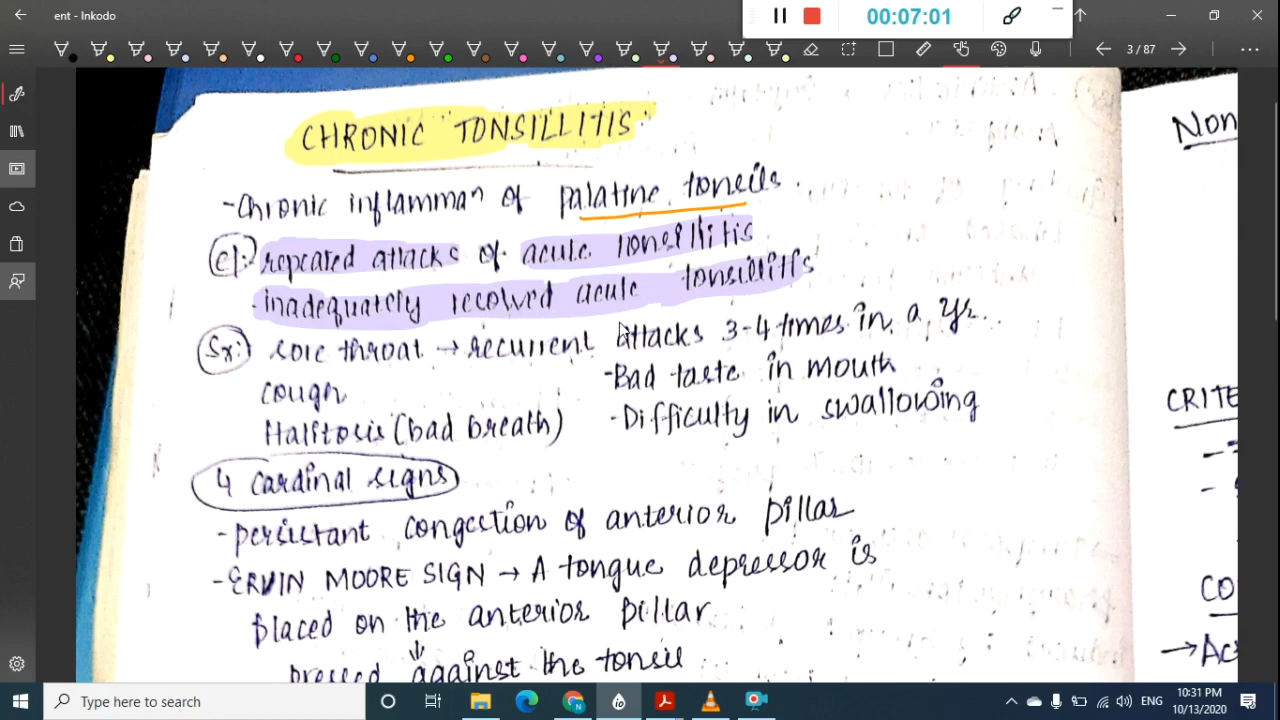 ent - Inkodo
00:07:01
3 / 87
CHRONIC TONSILLITIS
-Chronic inflammaⁿ of palatine tonsils.
cl: repeated attacks of acute tonsillitis
- inadequately resolved acute tonsillitis
Sx: sore throat → recurrent attacks 3-4 times in a yr..
cough
-Bad taste in mouth
Halitosis (bad breath)
-Difficulty in swallowing
4 cardinal signs
-persistant congestion of anterior pillar
-ERVIN MOORE SIGN → A tongue depressor is
placed on the anterior pillar
↓
pressed against the tonsil
Non
CRITE
CO
→Ac
Type here to search
ENG
10:31 PM
10/13/2020